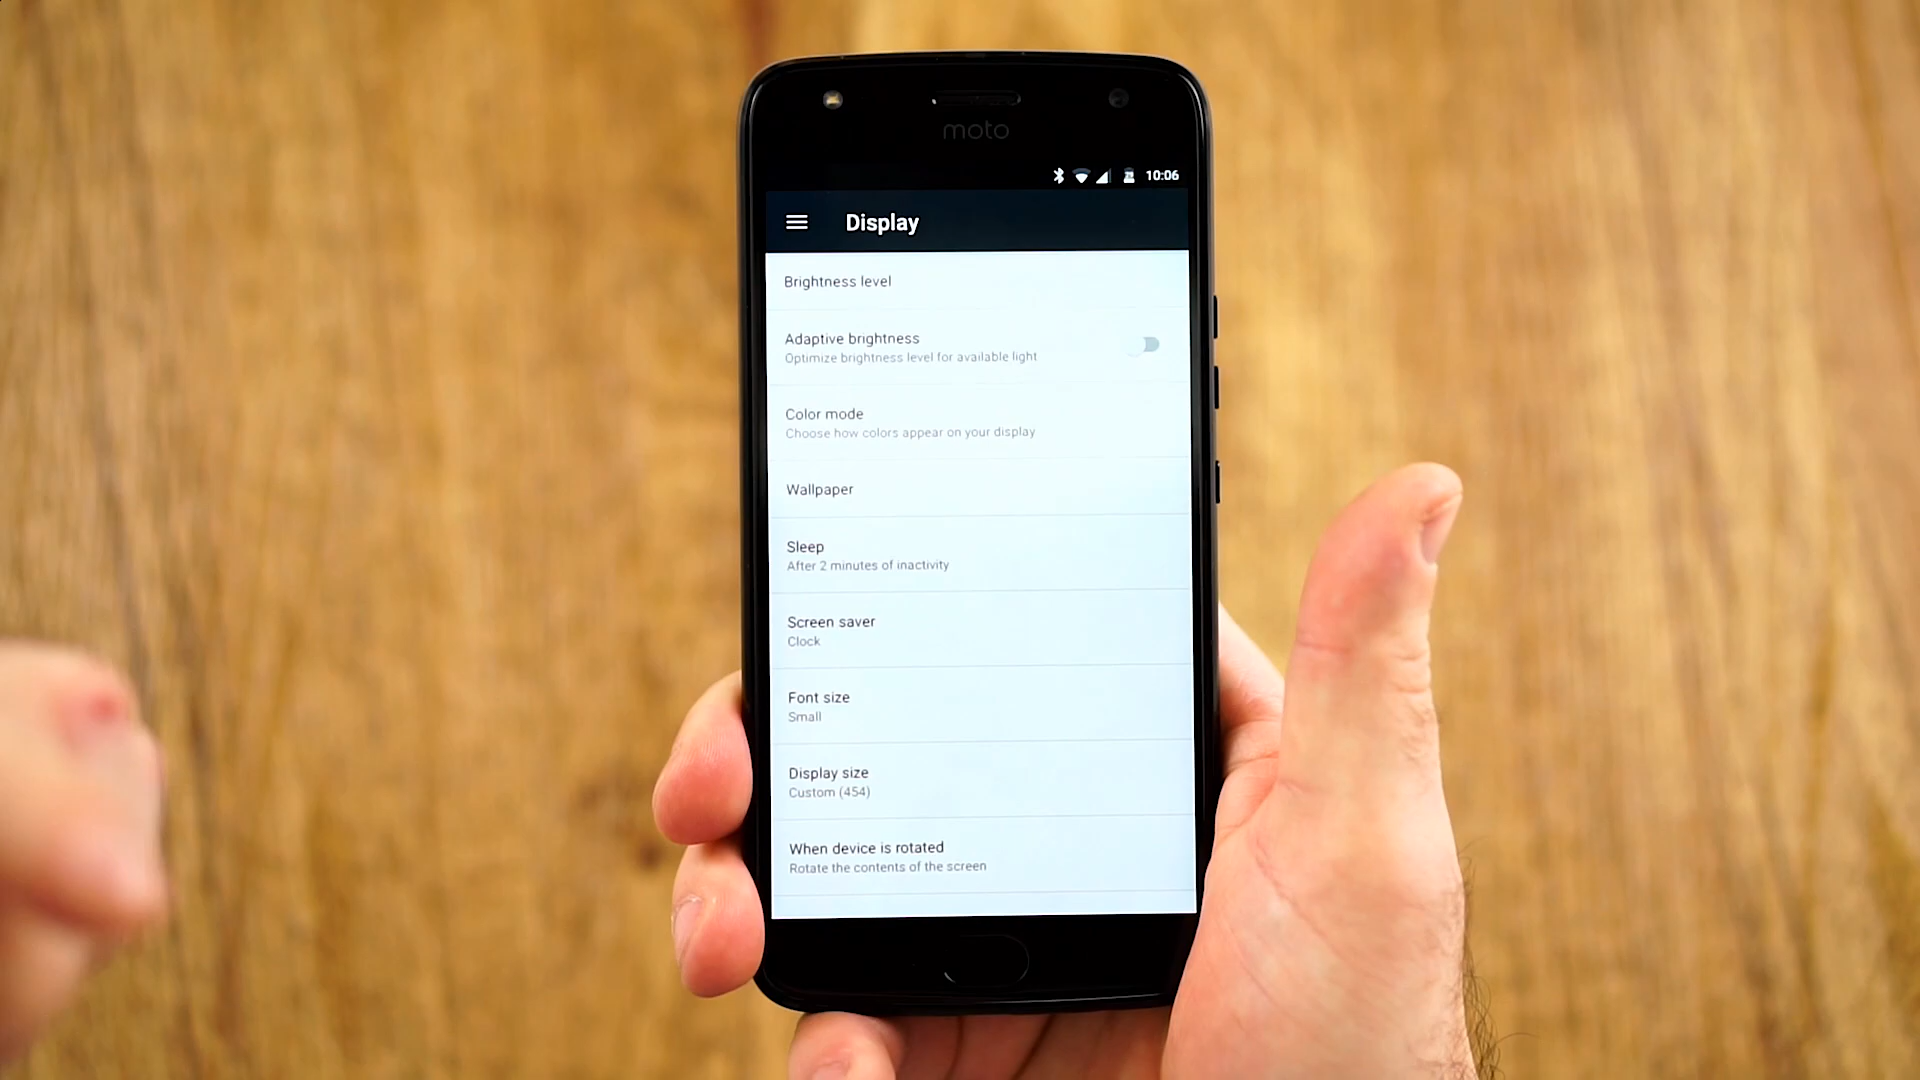 moto
10:06
Display
Brightness level
Adaptive brightness
Optimize brightness level for available light
Color mode
Choose how colors appear on your display
Wallpaper
Sleep
After 2 minutes of inactivity
Screen saver
Clock
Font size
Small
Display size
Custom (454)
When device is rotated
Rotate the contents of the screen